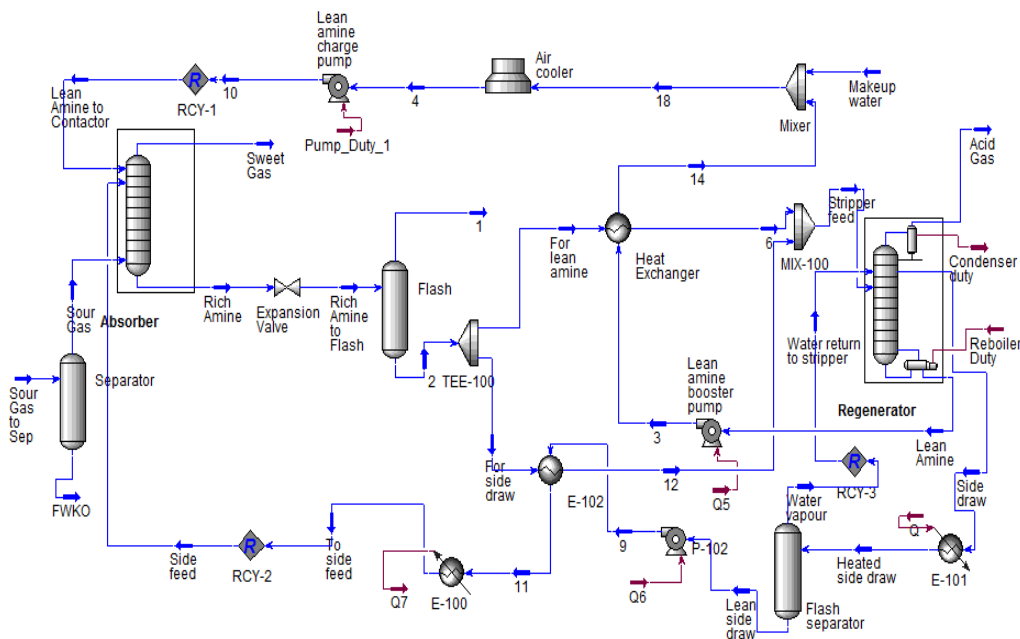 Lean
amine
charge
pump
Air
cooler
R
10
4
18
Makeup
water
Lean
Amine to
Contactor
RCY-1
Pump_Duty_1
Mixer
Acid
Gas
Sweet
Gas
14
1
For
lean
amine
6
Stripper
feed
Heat
Exchanger
MIX-100
Condenser
duty
Flash
Sour
Gas
Absorber
Rich
Amine
Expansion
Valve
Rich
Amine
to
Flash
Water return
to stripper
Reboiler
Duty
Separator
Sour
Gas
to
Sep
2
TEE-100
Lean
amine
booster
pump
Regenerator
3
Lean
Amine
For
side
draw
E-102
12
Q5
R
RCY-3
Side
draw
FWKO
Water
vapour
Q
9
P-102
Side
feed
R
RCY-2
To
side
feed
Q7
E-100
11
Q6
Heated
side draw
E-101
Lean
side
draw
Flash
separator